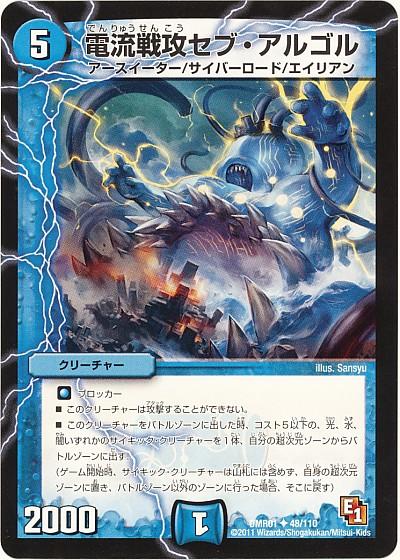 5
でんりゅうせんこう
電流戦攻セブ・アルゴル
アースイーター/サイバーロード/エイリアン
illus. Sansyu
クリーチャー
ブロッカー
■ このクリーチャーは攻撃することができない。
■ このクリーチャーをバトルゾーンに出した時、コスト5以下の、光、水、
闇いずれかのサイキック・クリーチャーを1体、自分の超次元ゾーンからバ
トルゾーンに出す。
(ゲーム開始時、サイキック・クリーチャーは山札には含めず、自身の超次元
ゾーンに置き、バトルゾーン以外のゾーンに行った場合、そこに戻す)
2000
1
DMR01 ♦ 48/110
©2011 Wizards/Shogakukan/Mitsui-Kids
E1